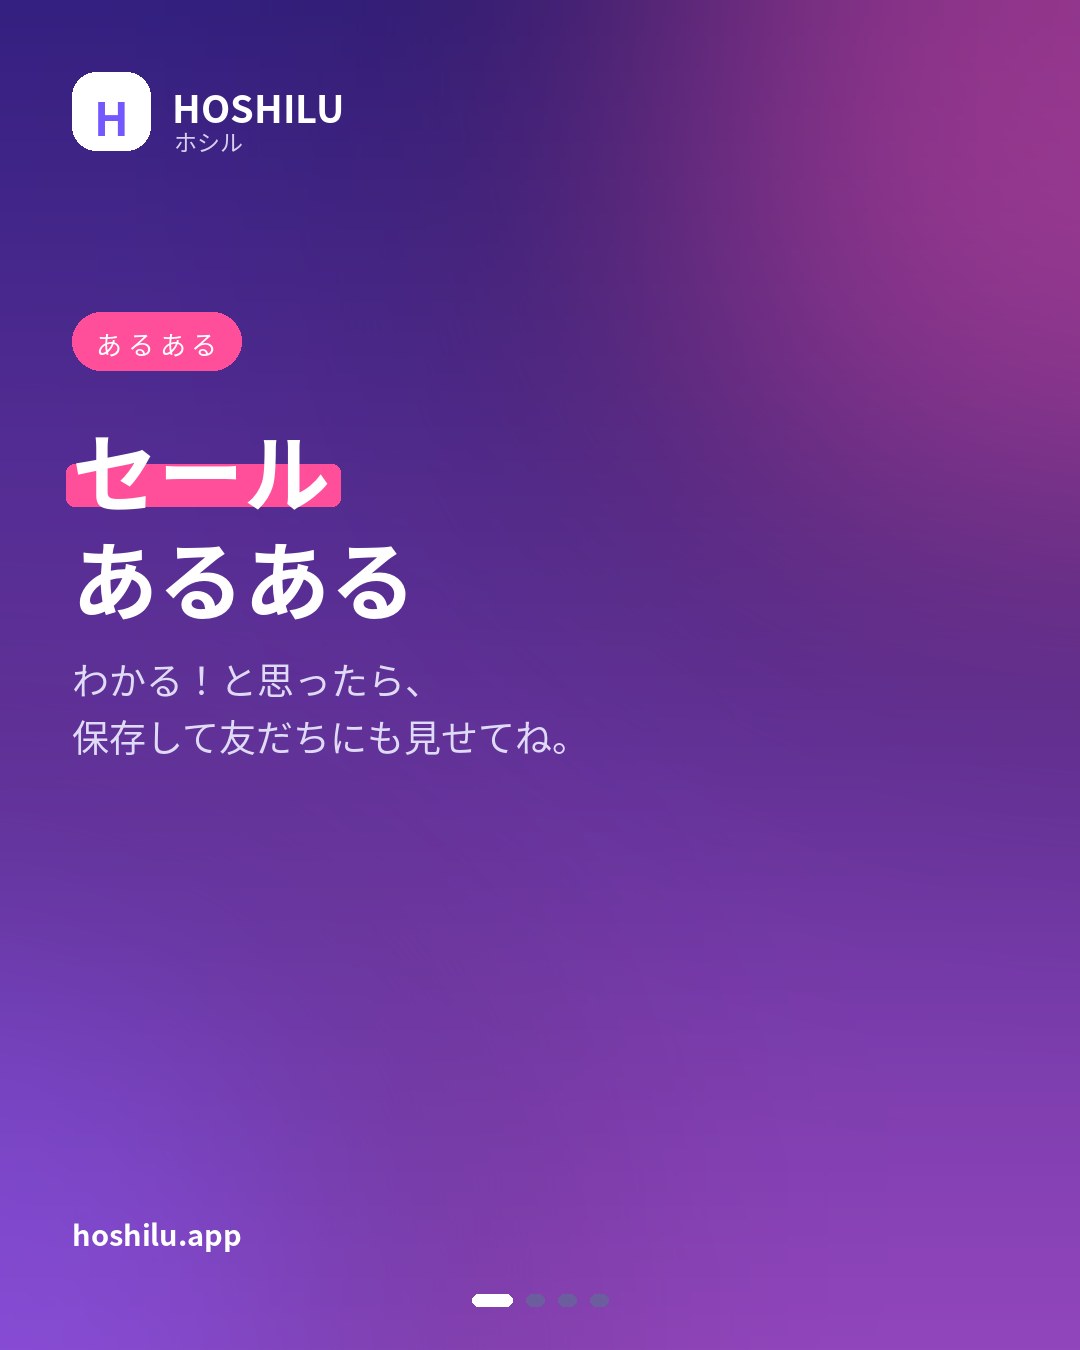 H
HOSHILU
ホシル
あるある
セール
あるある
わかる！と思ったら、
保存して友だちにも見せてね。
hoshilu.app